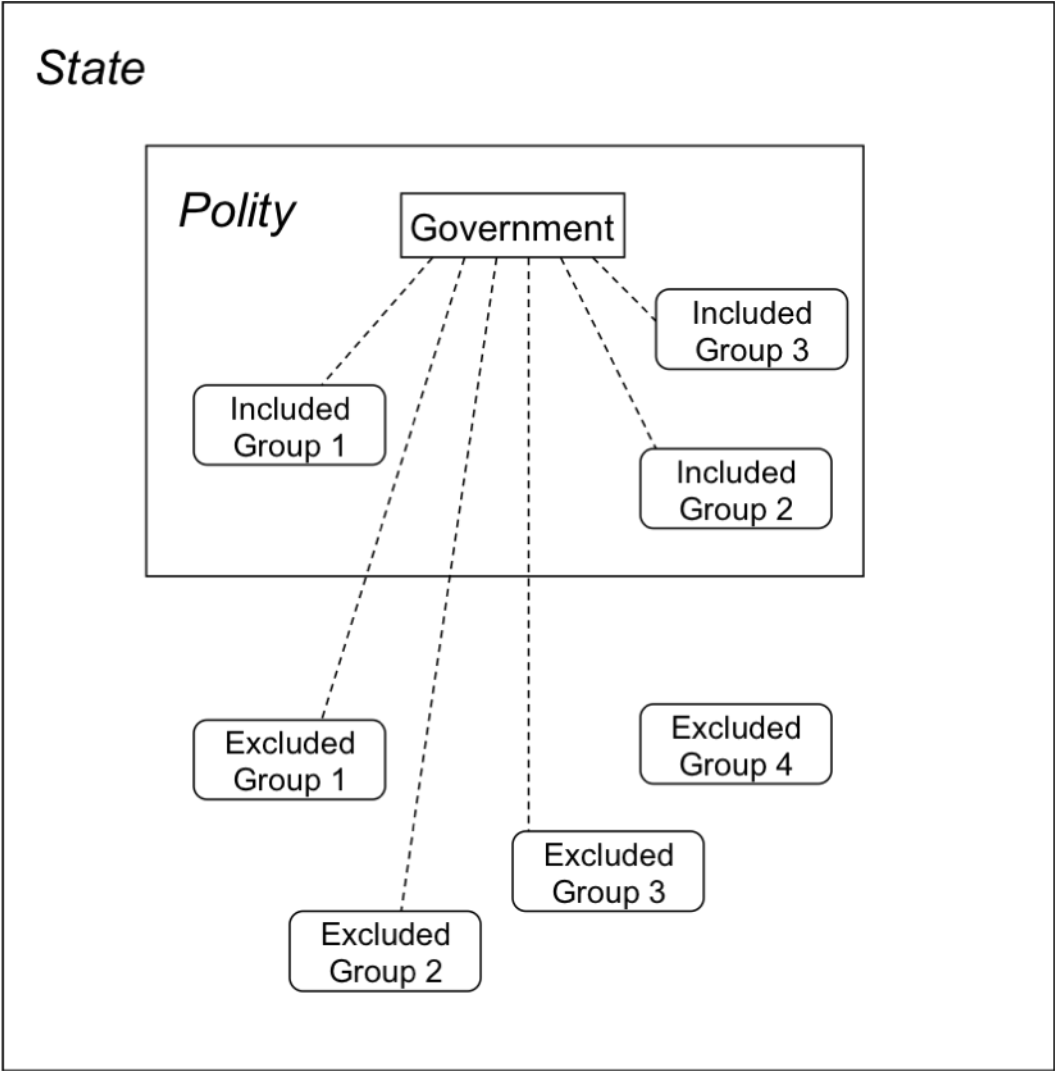 State
Polity
Government
Included
Group 3
Included
Group 1
Included
Group 2
Excluded
Group 4
Excluded
Group 1
Excluded
Group 3
Excluded
Group 2